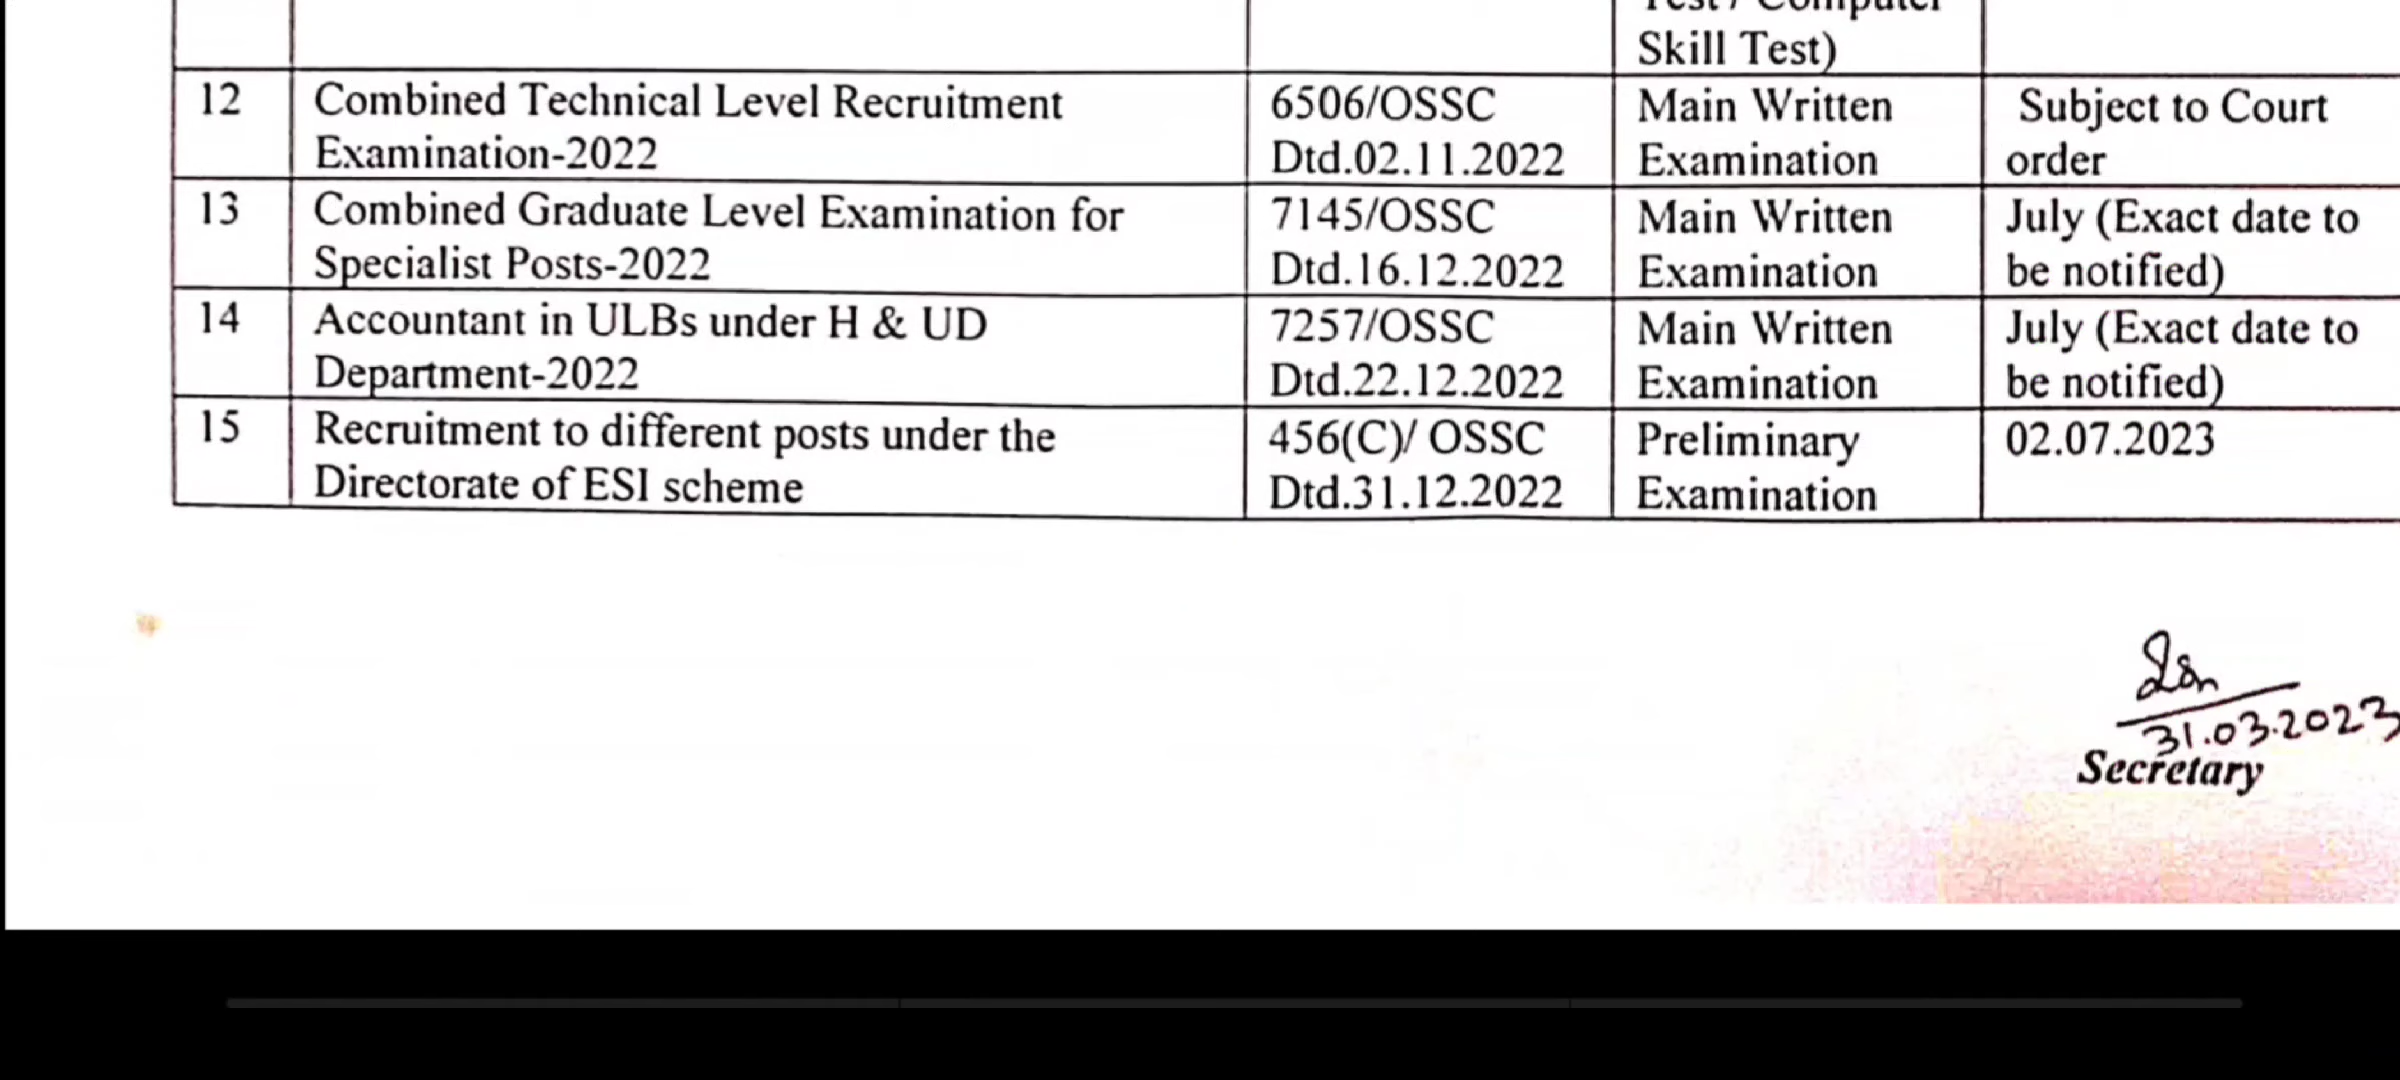 Test / Computer
Skill Test)
12 Combined Technical Level Recruitment 6506/OSSC Main Written Subject to Court
Examination-2022 Dtd.02.11.2022 Examination order
13 Combined Graduate Level Examination for 7145/OSSC Main Written July (Exact date to
Specialist Posts-2022 Dtd.16.12.2022 Examination be notified)
14 Accountant in ULBs under H & UD 7257/OSSC Main Written July (Exact date to
Department-2022 Dtd.22.12.2022 Examination be notified)
15 Recruitment to different posts under the 456(C)/ OSSC Preliminary 02.07.2023
Directorate of ESI scheme Dtd.31.12.2022 Examination
31.03.2023
Secretary